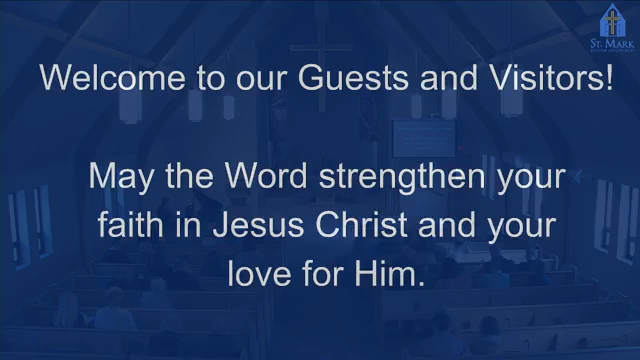 St. Mark
Welcome to our Guests and Visitors!
May the Word strengthen your
faith in Jesus Christ and your
love for Him.